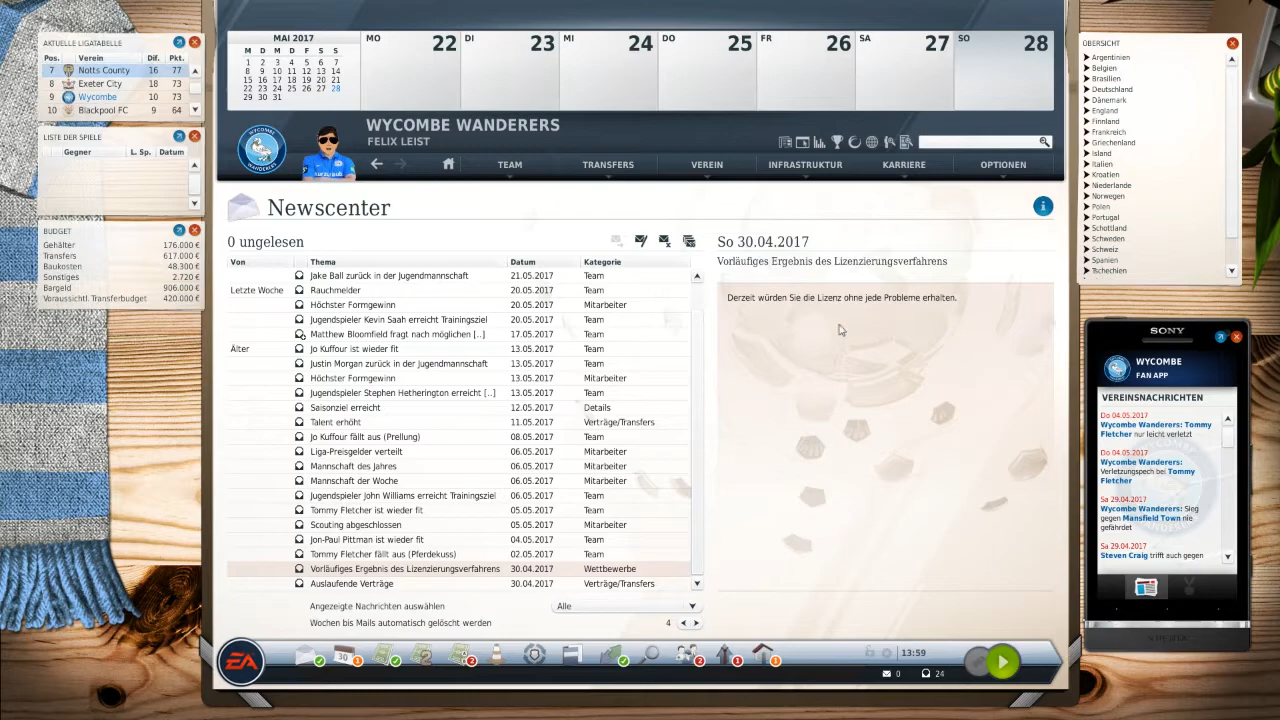 AKTUELLE LIGATABELLE
Pos. Verein Dif. Pkt.
7 Notts County 16 77
8 Exeter City 18 73
9 Wycombe 10 73
10 Blackpool FC 9 64
LISTE DER SPIELE
Gegner L. Sp. Datum
BUDGET
Gehälter 176.000 €
Transfers 617.000 €
Baukosten 48.300 €
Sonstiges 2.720 €
Bargeld 906.000 €
Voraussichtl. Transferbudget 420.000 €
MAI 2017
M D M D F S S
1 2 3 4 5 6 7
8 9 10 11 12 13 14
15 16 17 18 19 20 21
22 23 24 25 26 27 28
29 30 31
MO 22 DI 23 MI 24 DO 25 FR 26 SA 27 SO 28
WYCOMBE WANDERERS
FELIX LEIST
TEAM TRANSFERS VEREIN INFRASTRUKTUR KARRIERE OPTIONEN
Newscenter
0 ungelesen
Von Thema Datum Kategorie
Jake Ball zurück in der Jugendmannschaft 21.05.2017 Team
Letzte Woche Rauchmelder 20.05.2017 Team
Höchster Formgewinn 20.05.2017 Mitarbeiter
Jugendspieler Kevin Saah erreicht Trainingsziel 20.05.2017 Team
Matthew Bloomfield fragt nach möglichen [..] 17.05.2017 Team
Älter Jo Kuffour ist wieder fit 13.05.2017 Team
Justin Morgan zurück in der Jugendmannschaft 13.05.2017 Team
Höchster Formgewinn 13.05.2017 Mitarbeiter
Jugendspieler Stephen Hetherington erreicht [..] 13.05.2017 Team
Saisonziel erreicht 12.05.2017 Details
Talent erhöht 11.05.2017 Verträge/Transfers
Jo Kuffour fällt aus (Prellung) 08.05.2017 Team
Liga-Preisgelder verteilt 06.05.2017 Mitarbeiter
Mannschaft des Jahres 06.05.2017 Mitarbeiter
Mannschaft der Woche 06.05.2017 Mitarbeiter
Jugendspieler John Williams erreicht Trainingsziel 06.05.2017 Team
Tommy Fletcher ist wieder fit 05.05.2017 Team
Scouting abgeschlossen 05.05.2017 Mitarbeiter
Jon-Paul Pittman ist wieder fit 04.05.2017 Team
Tommy Fletcher fällt aus (Pferdekuss) 02.05.2017 Team
Vorläufiges Ergebnis des Lizenzierungsverfahrens 30.04.2017 Wettbewerbe
Auslaufende Verträge 30.04.2017 Verträge/Transfers
Angezeigte Nachrichten auswählen Alle
Wochen bis Mails automatisch gelöscht werden 4
So 30.04.2017
Vorläufiges Ergebnis des Lizenzierungsverfahrens
Derzeit würden Sie die Lizenz ohne jede Probleme erhalten.
ÜBERSICHT
Argentinien
Belgien
Brasilien
Deutschland
Dänemark
England
Finnland
Frankreich
Griechenland
Island
Italien
Kroatien
Niederlande
Norwegen
Polen
Portugal
Schottland
Schweden
Schweiz
Spanien
Tschechien
SONY
WYCOMBE
FAN APP
VEREINSNACHRICHTEN
Do 04.05.2017
Wycombe Wanderers: Tommy
Fletcher nur leicht verletzt
Do 04.05.2017
Wycombe Wanderers:
Verletzungspech bei Tommy
Fletcher
Sa 29.04.2017
Wycombe Wanderers: Sieg
gegen Mansfield Town nie
gefährdet
Sa 29.04.2017
Steven Craig trifft auch gegen
EA
30 1 2 2 2 1 1
13:59
0 24